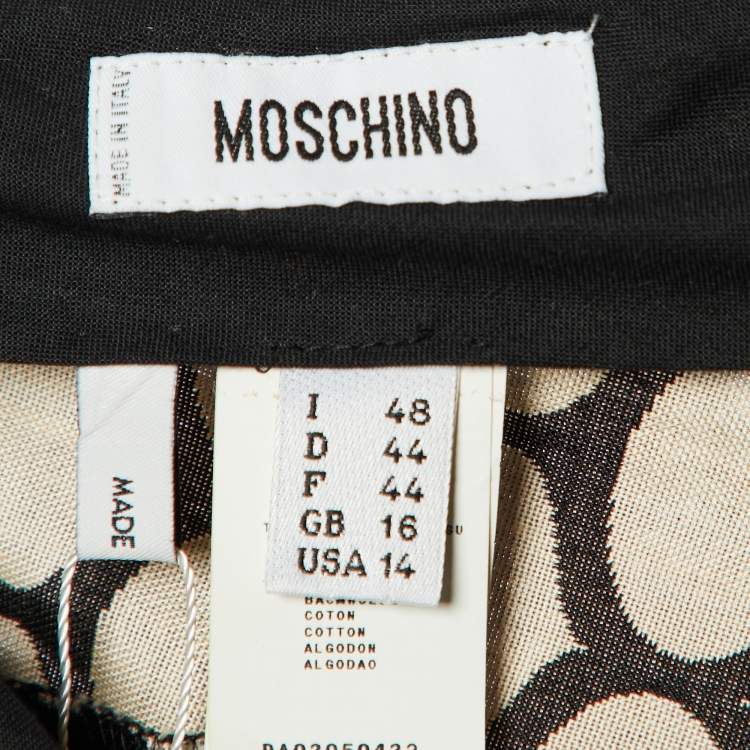 MADE IN ITALY
MOSCHINO
I 48
D 44
F 44
GB 16
USA 14
MADE
COTON
COTTON
ALGODON
ALGODAO